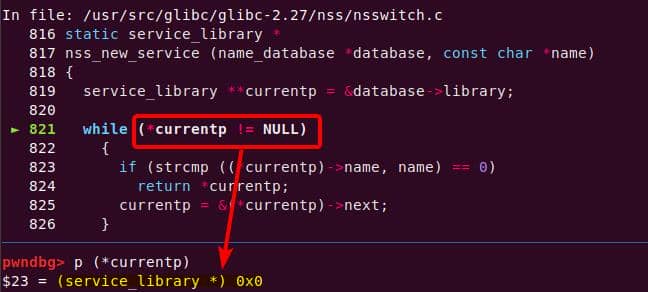 In file: /usr/src/glibc/glibc-2.27/nss/nsswitch.c
816 static service_library *
817 nss_new_service (name_database *database, const char *name)
818 {
819   service_library **currentp = &database->library;
820
► 821   while (*currentp != NULL)
822     {
823       if (strcmp ((*currentp)->name, name) == 0)
824         return *currentp;
825       currentp = &(*currentp)->next;
826     }
pwndbg> p (*currentp)
$23 = (service_library *) 0x0